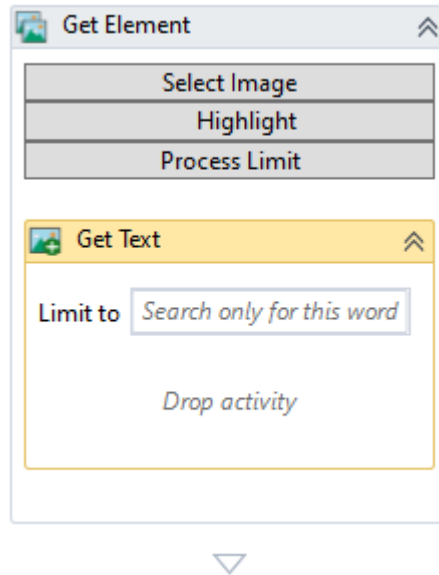 Get Element
Select Image
Highlight
Process Limit
Get Text
Limit to Search only for this word
Drop activity